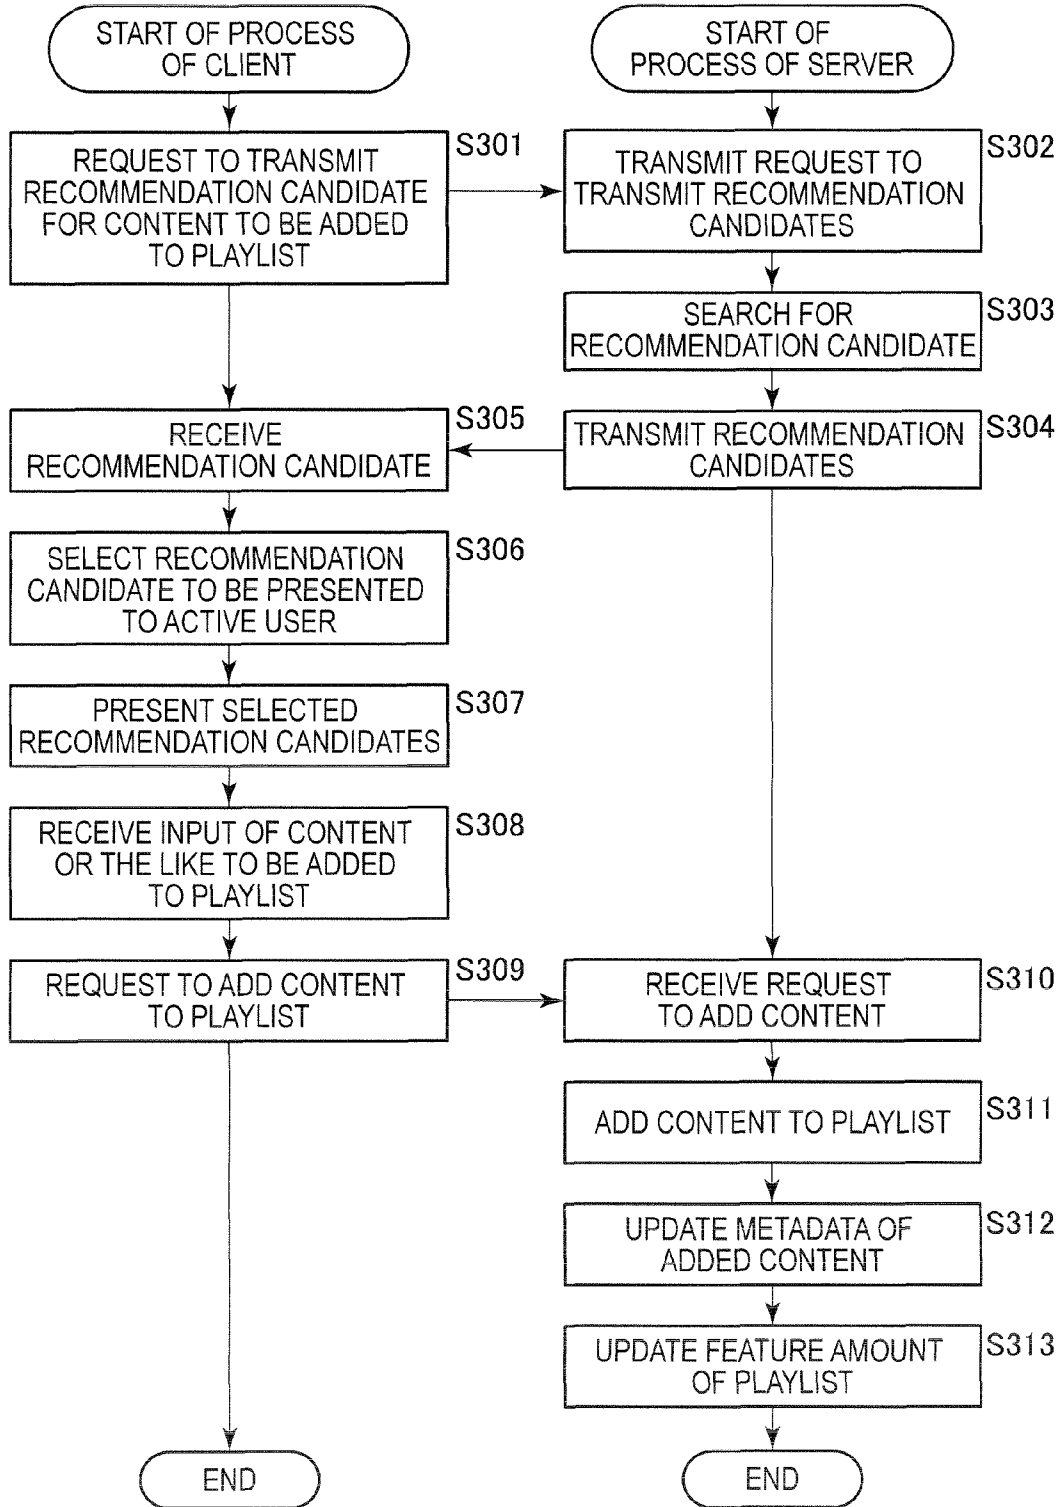 START OF PROCESS
OF CLIENT
START OF
PROCESS OF SERVER
REQUEST TO TRANSMIT
RECOMMENDATION CANDIDATE
FOR CONTENT TO BE ADDED
TO PLAYLIST
S301
TRANSMIT REQUEST TO
TRANSMIT RECOMMENDATION
CANDIDATES
S302
SEARCH FOR
RECOMMENDATION CANDIDATE
S303
RECEIVE
RECOMMENDATION CANDIDATE
S305
TRANSMIT RECOMMENDATION
CANDIDATES
S304
SELECT RECOMMENDATION
CANDIDATE TO BE PRESENTED
TO ACTIVE USER
S306
PRESENT SELECTED
RECOMMENDATION CANDIDATES
S307
RECEIVE INPUT OF CONTENT
OR THE LIKE TO BE ADDED
TO PLAYLIST
S308
REQUEST TO ADD CONTENT
TO PLAYLIST
S309
RECEIVE REQUEST
TO ADD CONTENT
S310
ADD CONTENT TO PLAYLIST
S311
UPDATE METADATA OF
ADDED CONTENT
S312
UPDATE FEATURE AMOUNT
OF PLAYLIST
S313
END
END